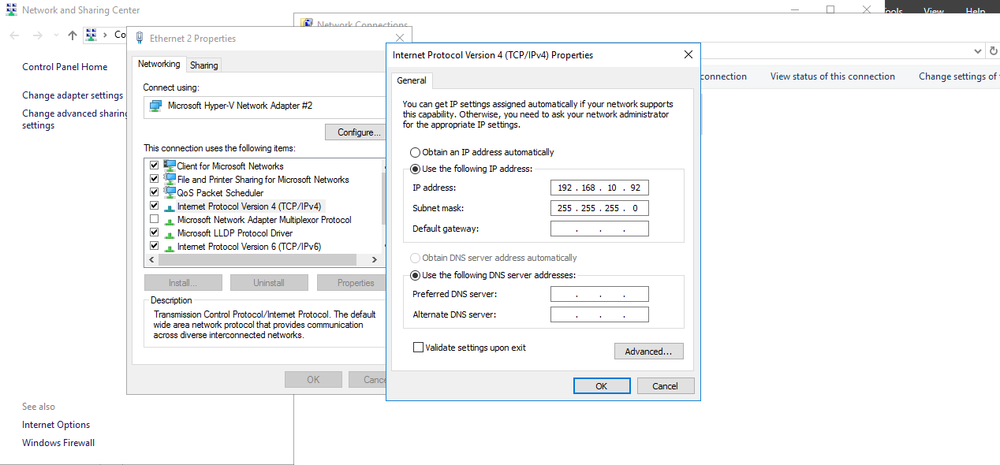 Network and Sharing Center
Network Connections
Tools View Help
Co
Control Panel Home
Change adapter settings
Change advanced sharing
settings
See also
Internet Options
Windows Firewall
Ethernet 2 Properties
Networking Sharing
Connect using:
Microsoft Hyper-V Network Adapter #2
Configure...
This connection uses the following items:
Client for Microsoft Networks
File and Printer Sharing for Microsoft Networks
QoS Packet Scheduler
Internet Protocol Version 4 (TCP/IPv4)
Microsoft Network Adapter Multiplexor Protocol
Microsoft LLDP Protocol Driver
Internet Protocol Version 6 (TCP/IPv6)
Install... Uninstall Properties
Description
Transmission Control Protocol/Internet Protocol. The default
wide area network protocol that provides communication
across diverse interconnected networks.
OK Cance
Internet Protocol Version 4 (TCP/IPv4) Properties
General
You can get IP settings assigned automatically if your network supports
this capability. Otherwise, you need to ask your network administrator
for the appropriate IP settings.
Obtain an IP address automatically
Use the following IP address:
IP address: 192 . 168 . 10 . 92
Subnet mask: 255 . 255 . 255 . 0
Default gateway: . . .
Obtain DNS server address automatically
Use the following DNS server addresses:
Preferred DNS server: . . .
Alternate DNS server: . . .
Validate settings upon exit
Advanced...
OK Cancel
connection View status of this connection Change settings of